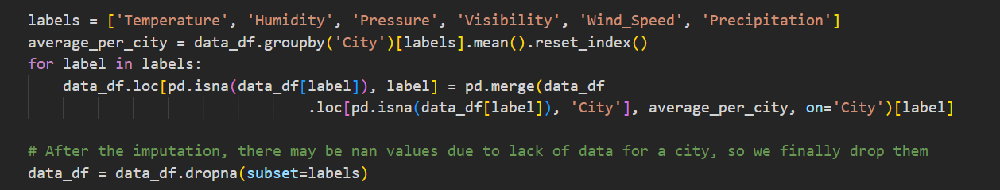 labels = ['Temperature', 'Humidity', 'Pressure', 'Visibility', 'Wind_Speed', 'Precipitation']
average_per_city = data_df.groupby('City')[labels].mean().reset_index()
for label in labels:
    data_df.loc[pd.isna(data_df[label]), label] = pd.merge(data_df
                                .loc[pd.isna(data_df[label]), 'City'], average_per_city, on='City')[label]

# After the imputation, there may be nan values due to lack of data for a city, so we finally drop them
data_df = data_df.dropna(subset=labels)